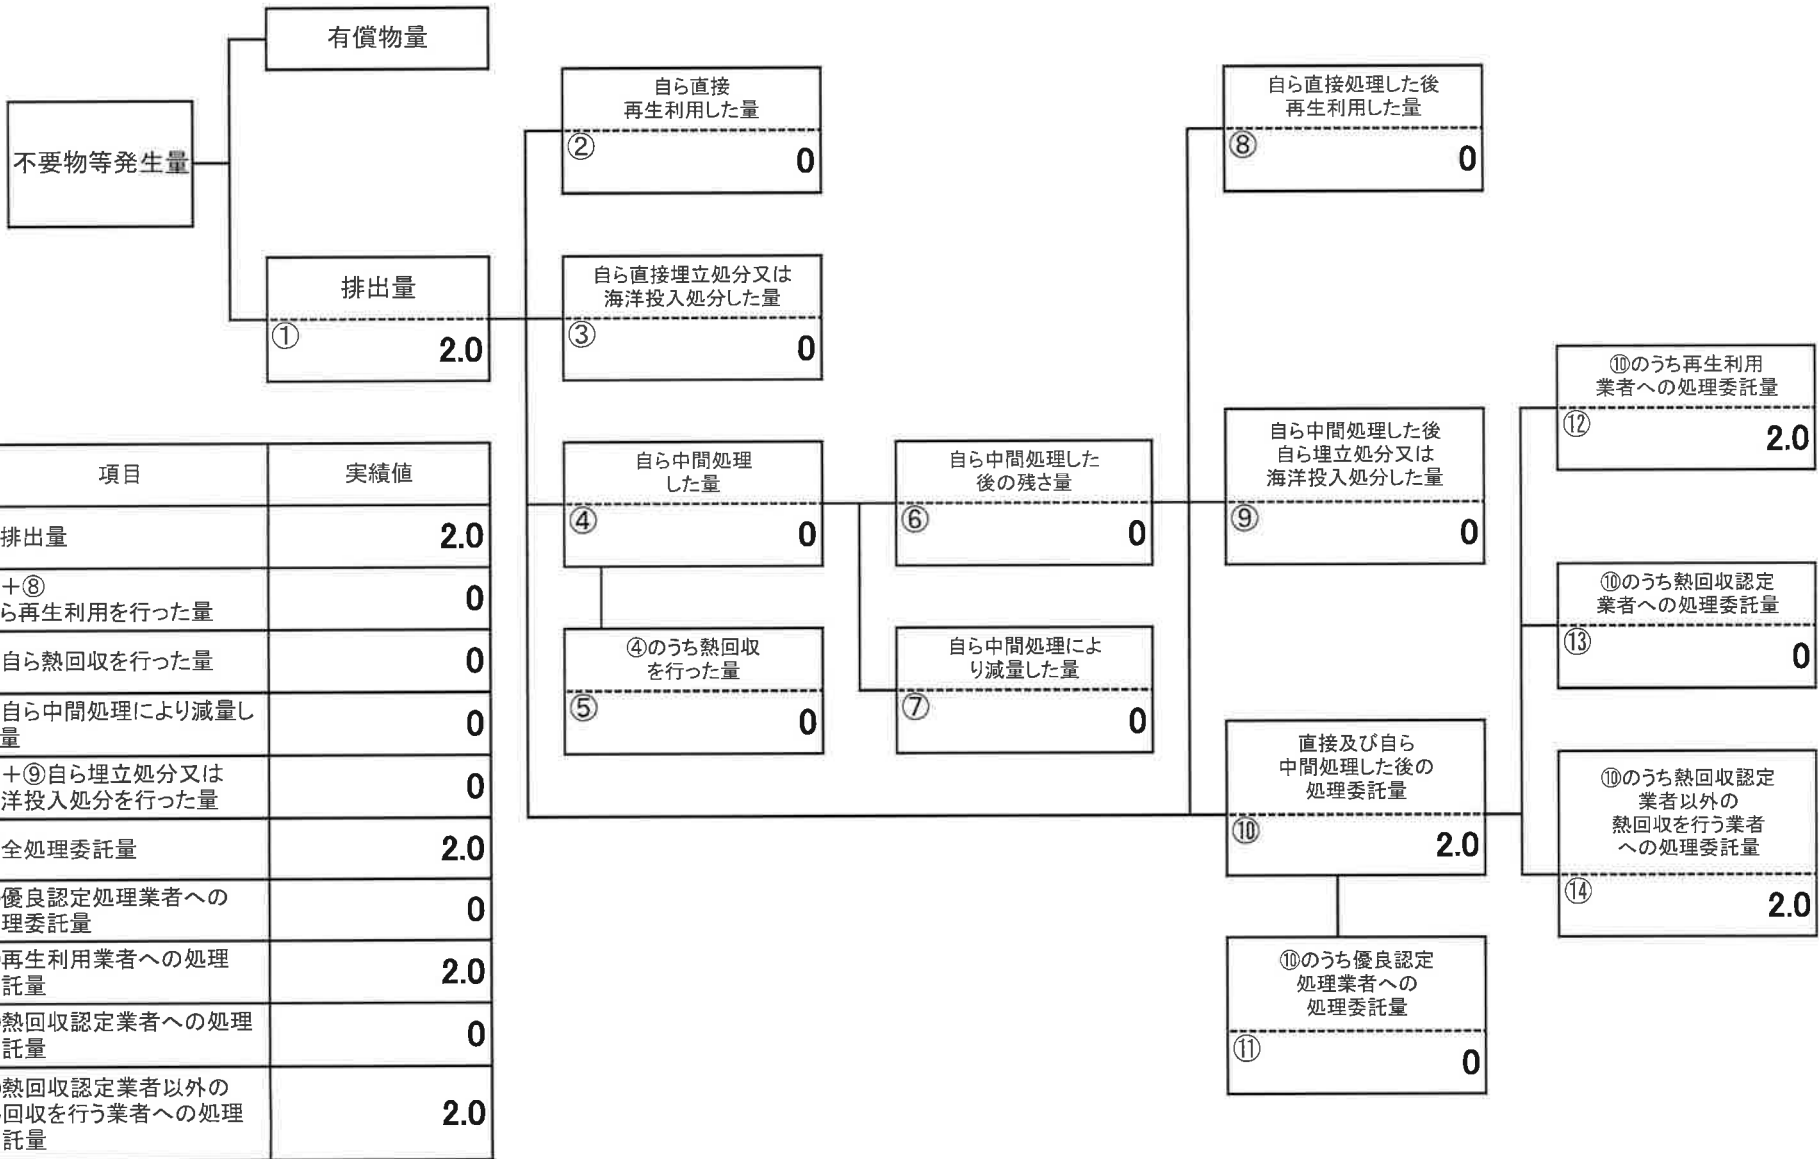 有償物量
不要物等発生量
排出量
①
2.0
自ら直接
再生利用した量
②
0
自ら直接埋立処分又は
海洋投入処分した量
③
0
自ら中間処理
した量
④
0
④のうち熱回収
を行った量
⑤
0
自ら中間処理した
後の残さ量
⑥
0
自ら中間処理によ
り減量した量
⑦
0
自ら直接処理した後
再生利用した量
⑧
0
自ら中間処理した後
自ら埋立処分又は
海洋投入処分した量
⑨
0
直接及び自ら
中間処理した後の
処理委託量
⑩
2.0
⑩のうち優良認定
処理業者への
処理委託量
⑪
0
⑩のうち再生利用
業者への処理委託量
⑫
2.0
⑩のうち熱回収認定
業者への処理委託量
⑬
0
⑩のうち熱回収認定
業者以外の
熱回収を行う業者
への処理委託量
⑭
2.0
項目 実績値
排出量 2.0
+⑧
ら再生利用を行った量 0
自ら熱回収を行った量 0
自ら中間処理により減量し
量 0
+⑨自ら埋立処分又は
洋投入処分を行った量 0
全処理委託量 2.0
優良認定処理業者への
理委託量 0
再生利用業者への処理
託量 2.0
熱回収認定業者への処理
託量 0
熱回収認定業者以外の
回収を行う業者への処理
託量 2.0